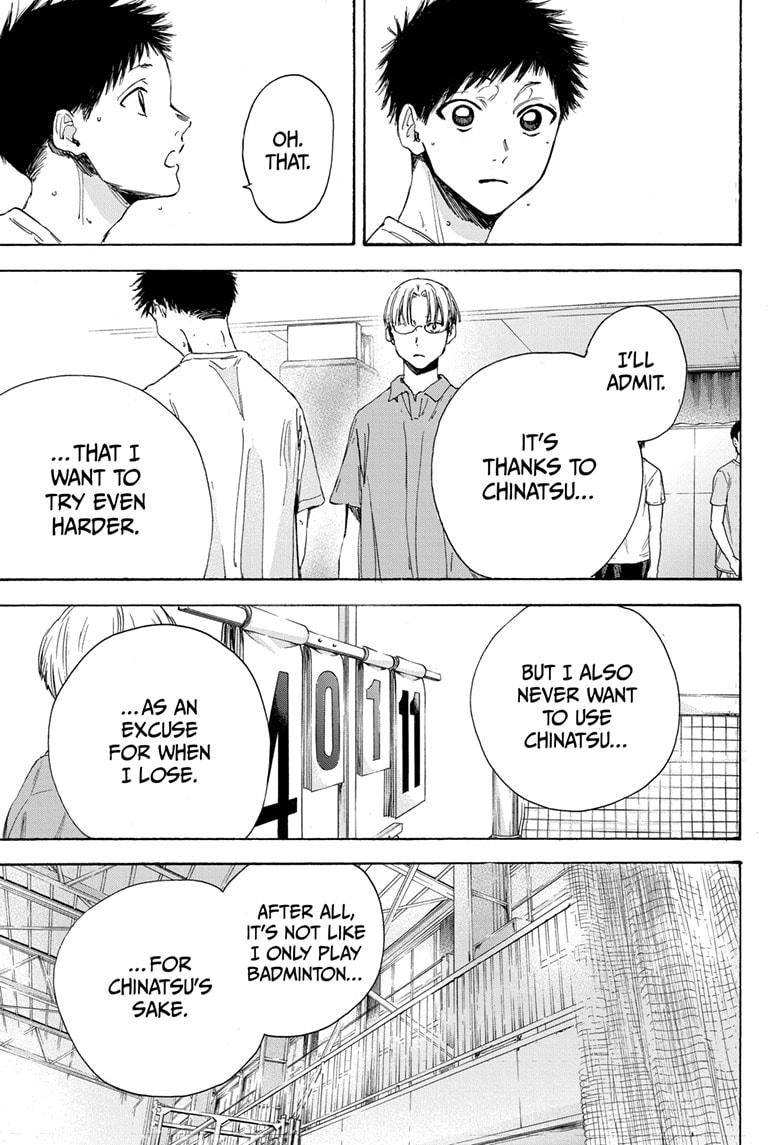 OH.
THAT.
I'LL
ADMIT.
IT'S
THANKS TO
CHINATSU...
...THAT I
WANT TO
TRY EVEN
HARDER.
BUT I ALSO
NEVER WANT
TO USE
CHINATSU...
...AS AN
EXCUSE
FOR WHEN
I LOSE.
4 0 1 11
AFTER ALL,
IT'S NOT LIKE
I ONLY PLAY
BADMINTON...
...FOR
CHINATSU'S
SAKE.